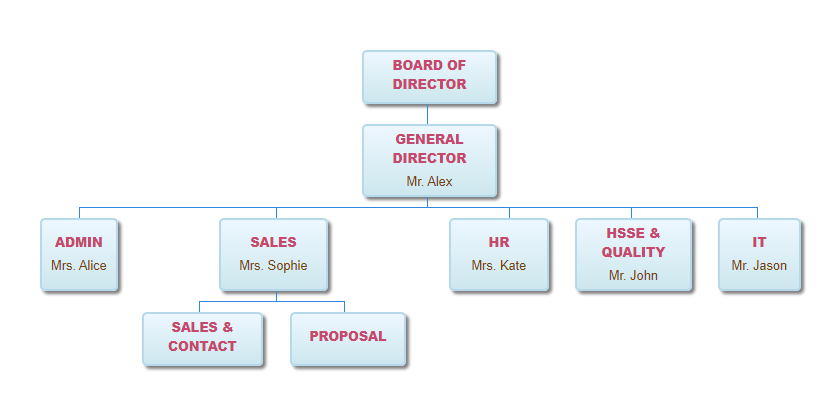 BOARD OF
DIRECTOR
GENERAL
DIRECTOR
Mr. Alex
ADMIN
Mrs. Alice
SALES
Mrs. Sophie
HR
Mrs. Kate
HSSE &
QUALITY
Mr. John
IT
Mr. Jason
SALES &
CONTACT
PROPOSAL